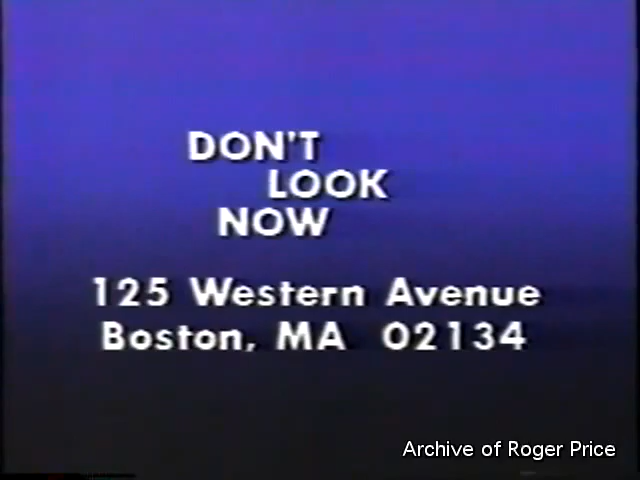 DON'T
LOOK
NOW
125 Western Avenue
Boston, MA 02134
Archive of Roger Price